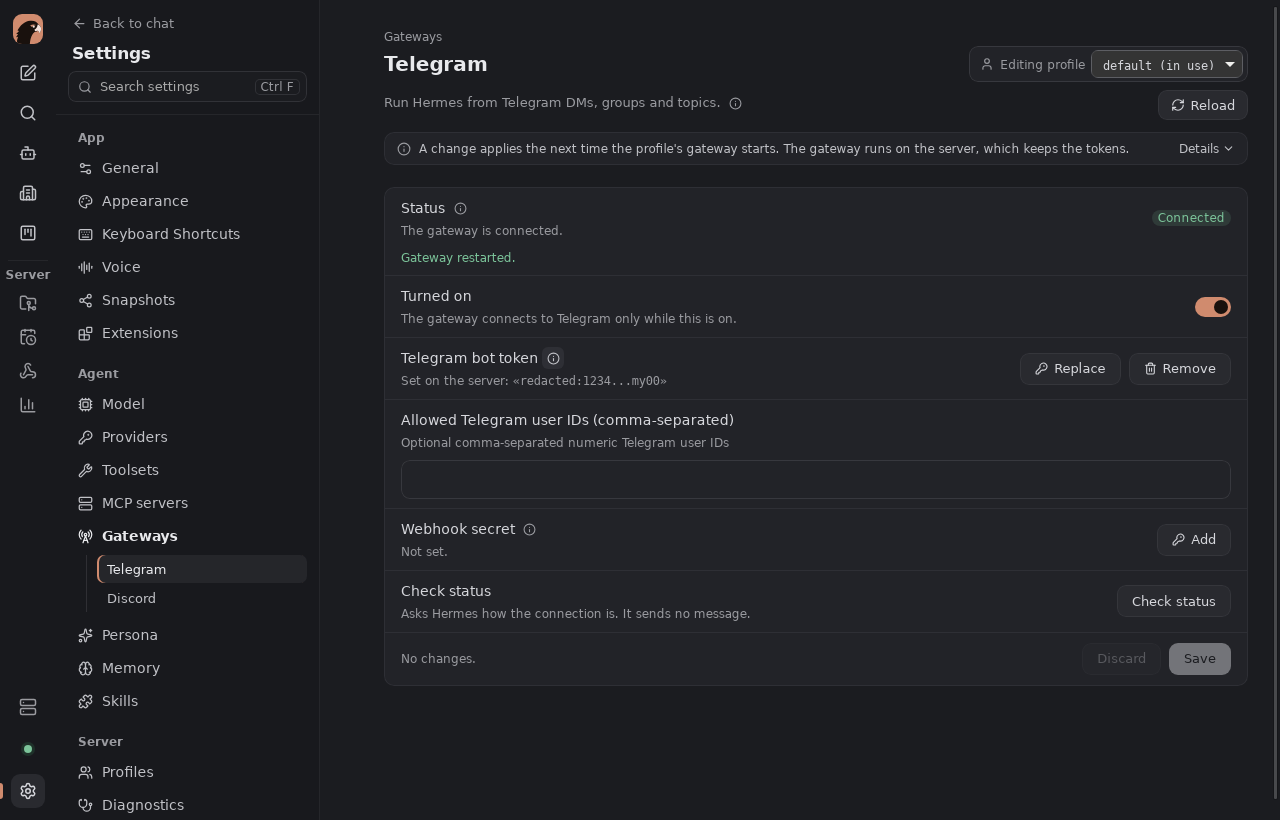 Back to chat
Settings
Search settings
Ctrl F
App
General
Appearance
Keyboard Shortcuts
Voice
Snapshots
Extensions
Agent
Model
Providers
Toolsets
MCP servers
Gateways
Telegram
Discord
Persona
Memory
Skills
Server
Profiles
Diagnostics
Server
Gateways
Telegram
Editing profile
default (in use)
Run Hermes from Telegram DMs, groups and topics.
Reload
A change applies the next time the profile's gateway starts. The gateway runs on the server, which keeps the tokens.
Details
Status
The gateway is connected.
Connected
Gateway restarted.
Turned on
The gateway connects to Telegram only while this is on.
Telegram bot token
Set on the server: «redacted:1234...my00»
Replace
Remove
Allowed Telegram user IDs (comma-separated)
Optional comma-separated numeric Telegram user IDs
Webhook secret
Not set.
Add
Check status
Asks Hermes how the connection is. It sends no message.
Check status
No changes.
Discard
Save